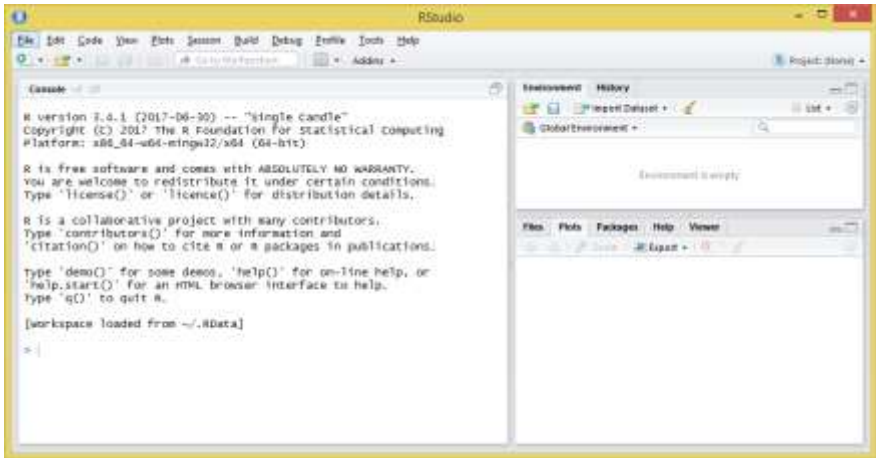 RStudio
File Edit Code View Plots Session Build Debug Profile Tools Help
Go to file/function Addins Project: (None)
Console
Environment History
Import Dataset List
Global Environment
Environment is empty
R version 3.4.1 (2017-06-30) -- "Single Candle"
Copyright (C) 2017 The R Foundation for Statistical Computing
Platform: x86_64-w64-mingw32/x64 (64-bit)
R is free software and comes with ABSOLUTELY NO WARRANTY.
You are welcome to redistribute it under certain conditions.
Type 'license()' or 'licence()' for distribution details.
R is a collaborative project with many contributors.
Type 'contributors()' for more information and
'citation()' on how to cite R or R packages in publications.
Type 'demo()' for some demos, 'help()' for on-line help, or
'help.start()' for an HTML browser interface to help.
Type 'q()' to quit R.
[Workspace loaded from ~/.RData]
>
Files Plots Packages Help Viewer
Zoom Export